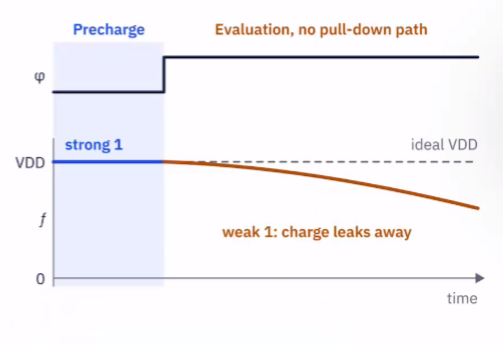 Precharge
Evaluation, no pull-down path
φ
strong 1
ideal VDD
VDD
f
weak 1: charge leaks away
0
time